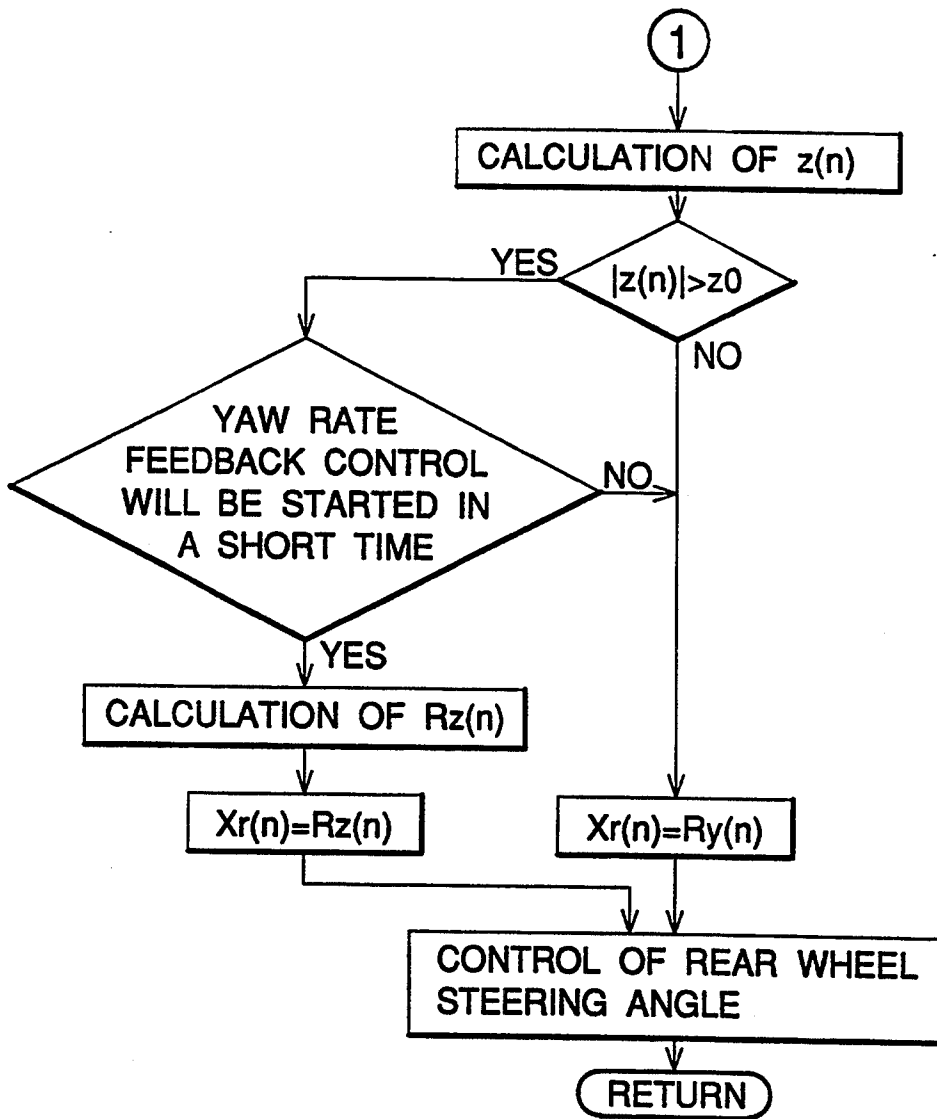 1
CALCULATION OF z(n)
|z(n)|>z0
YES
NO
YAW RATE
FEEDBACK CONTROL
WILL BE STARTED IN
A SHORT TIME
NO
YES
CALCULATION OF Rz(n)
Xr(n)=Rz(n)
Xr(n)=Ry(n)
CONTROL OF REAR WHEEL
STEERING ANGLE
RETURN